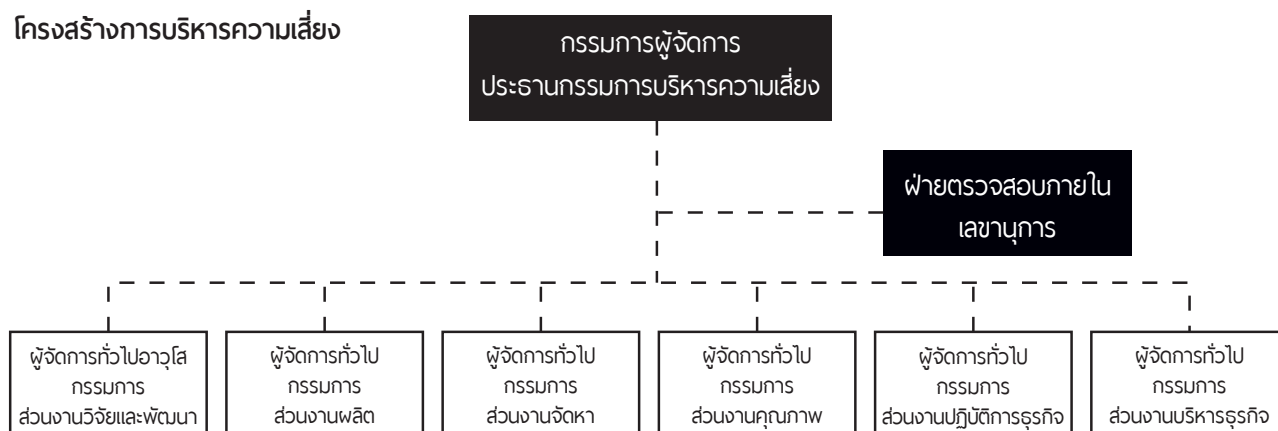 โครงสร้างการบริหารความเสี่ยง
กรรมการผู้จัดการ
ประธานกรรมการบริหารความเสี่ยง
ฝ่ายตรวจสอบภายใน
เลขานุการ
ผู้จัดการทั่วไปอาวุโส
กรรมการ
ส่วนงานวิจัยและพัฒนา
ผู้จัดการทั่วไป
กรรมการ
ส่วนงานผลิต
ผู้จัดการทั่วไป
กรรมการ
ส่วนงานจัดหา
ผู้จัดการทั่วไป
กรรมการ
ส่วนงานคุณภาพ
ผู้จัดการทั่วไป
กรรมการ
ส่วนงานปฏิบัติการธุรกิจ
ผู้จัดการทั่วไป
กรรมการ
ส่วนงานบริหารธุรกิจ